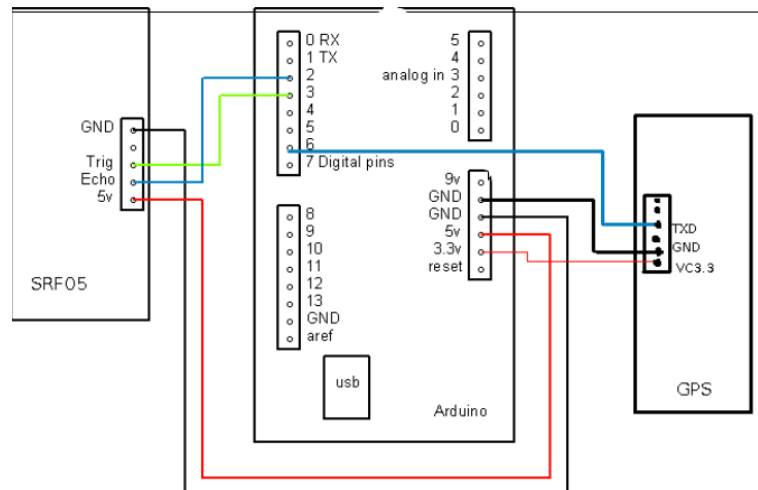 GND
Trig
Echo
5v
SRF05
0 RX
1 TX
2
3
4
5
6
7 Digital pins
8
9
10
11
12
13
GND
aref
usb
Arduino
5
4
analog in 3
2
1
0
9v
GND
GND
5v
3.3v
reset
TXD
GND
VC3.3
GPS